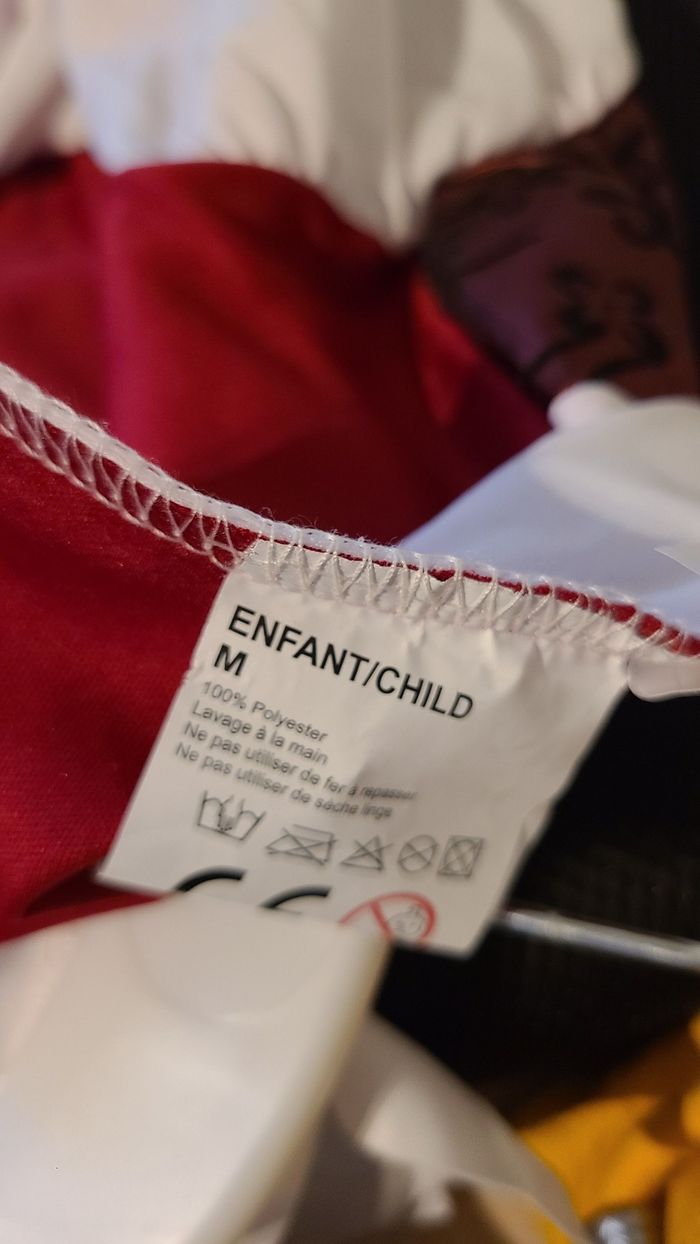 ENFANT/CHILD
M
100% Polyester
Lavage à la main
Ne pas utiliser de fer à repasser
Ne pas utiliser de sèche linge
CE